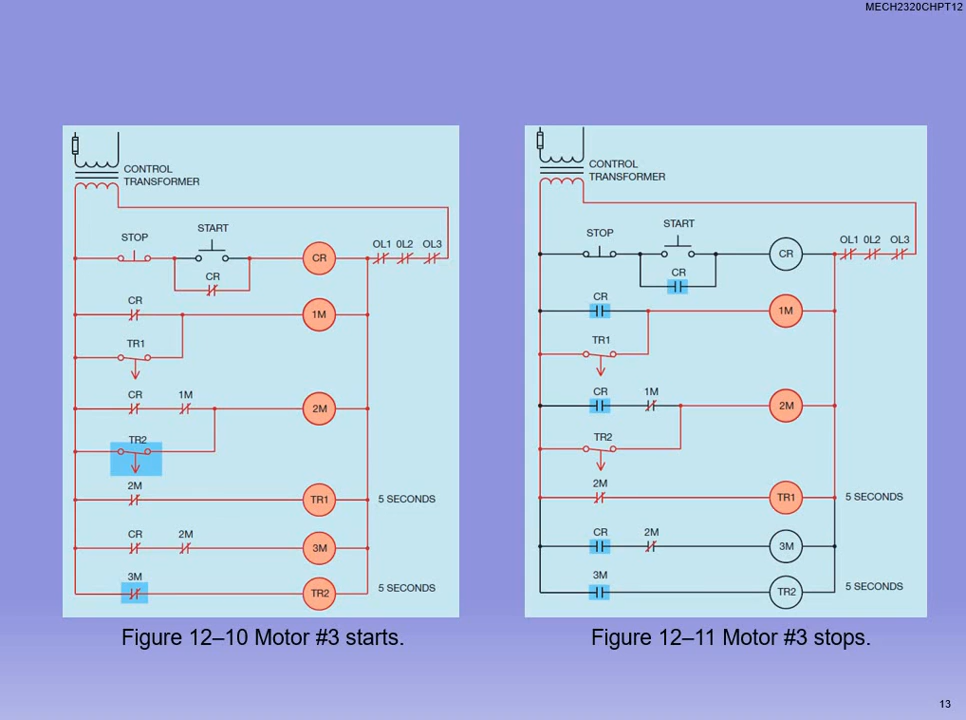 MECH2320CHPT12
CONTROL
TRANSFORMER
STOP
START
CR
CR
OL1 0L2 OL3
CR
1M
TR1
CR 1M
2M
TR2
2M
TR1
5 SECONDS
CR 2M
3M
3M
TR2
5 SECONDS
Figure 12–10 Motor #3 starts.
CONTROL
TRANSFORMER
STOP
START
CR
CR
OL1 0L2 OL3
CR
1M
TR1
CR 1M
2M
TR2
2M
TR1
5 SECONDS
CR 2M
3M
3M
TR2
5 SECONDS
Figure 12–11 Motor #3 stops.
13